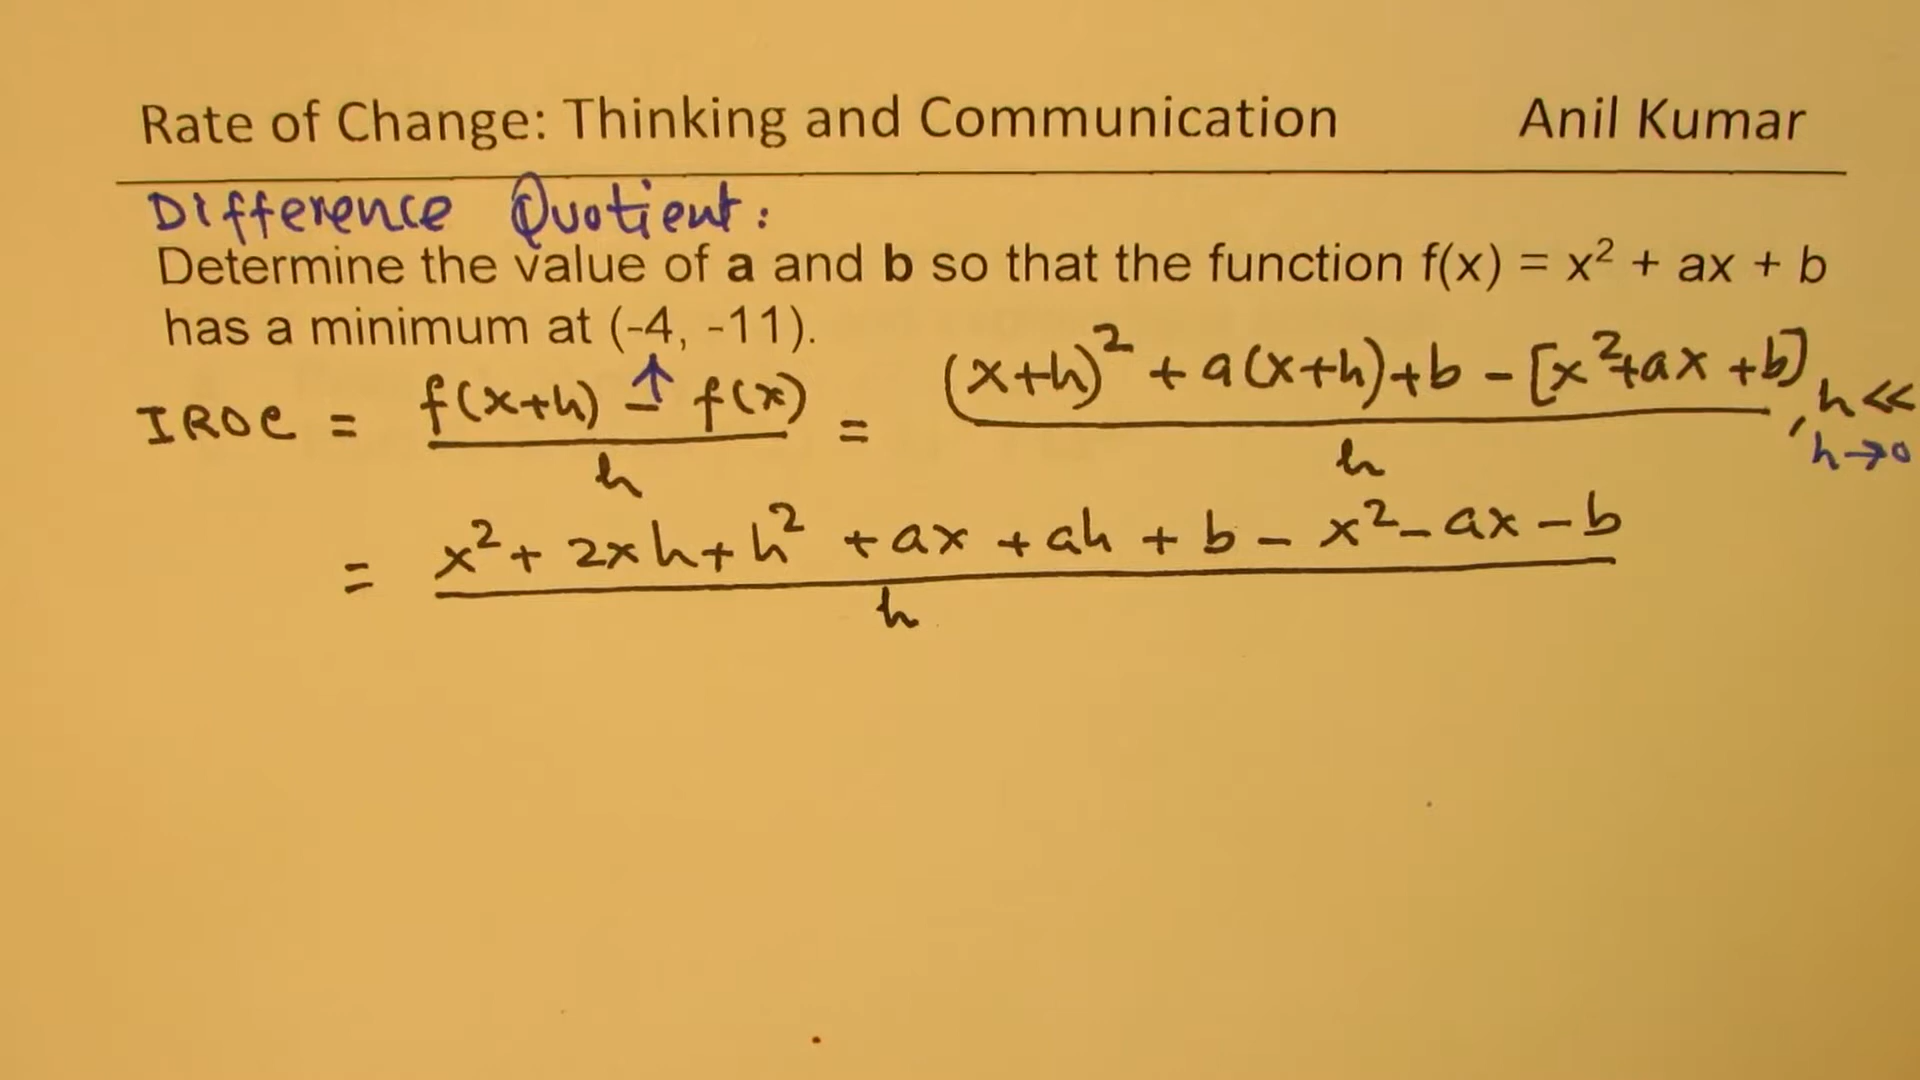 Rate of Change: Thinking and Communication Anil Kumar
Difference Quotient:
Determine the value of a and b so that the function f(x) = x² + ax + b
has a minimum at (-4, -11).
IROC = f(x+h) - f(x) / h = (x+h)² + a(x+h) + b - [x² + ax + b] / h , h <<
h → 0
= x² + 2xh + h² + ax + ah + b - x² - ax - b / h